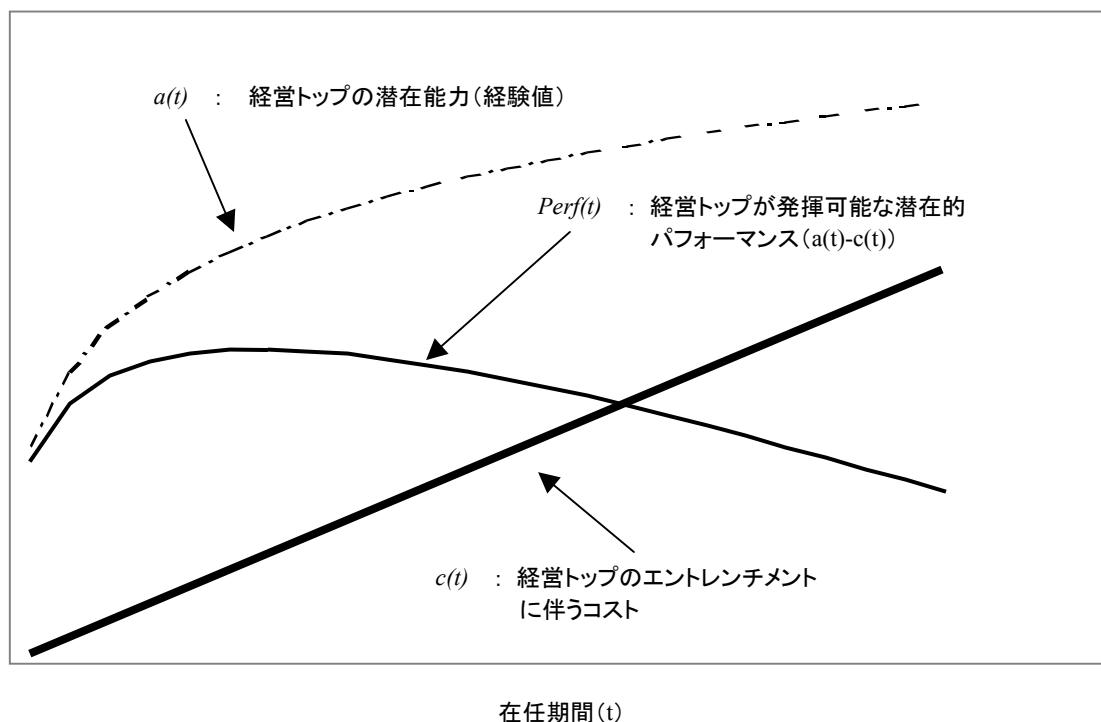 a(t) ： 経営トップの潜在能力（経験値）
Perf(t) ： 経営トップが発揮可能な潜在的
パフォーマンス（a(t)-c(t)）
c(t) ： 経営トップのエントレンチメント
に伴うコスト
在任期間（t）